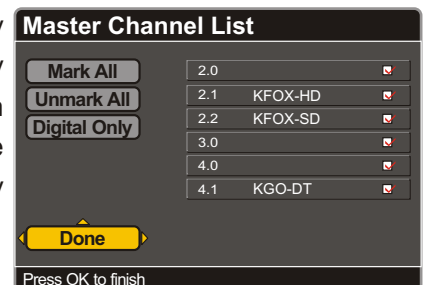 Master Channel List
Mark All
Unmark All
Digital Only
2.0
2.1 KFOX-HD
2.2 KFOX-SD
3.0
4.0
4.1 KGO-DT
Done
Press OK to finish